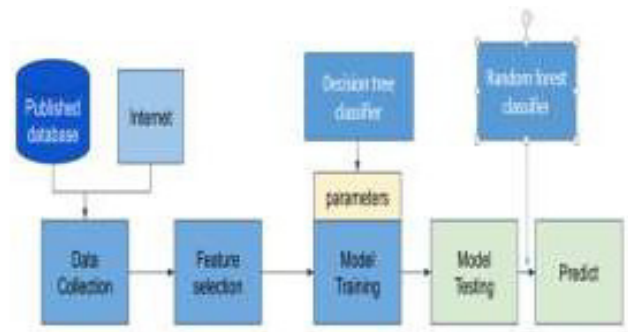 Published
database
Internet
Decision tree
classifier
Random forest
classifier
parameters
Data
Collection
Feature
selection
Model
Training
Model
Testing
Predict